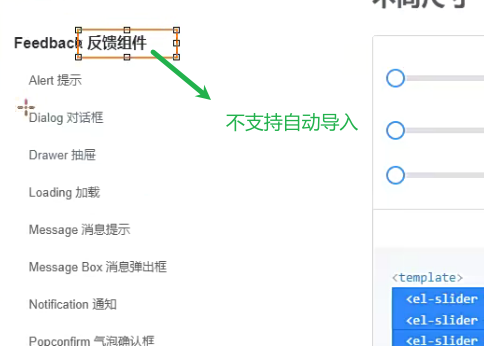 不同尺寸
Feedback 反馈组件
Alert 提示
Dialog 对话框
不支持自动导入
Drawer 抽屉
Loading 加载
Message 消息提示
Message Box 消息弹出框
Notification 通知
Popconfirm 气泡确认框
<template>
<el-slider
<el-slider
<el-slider